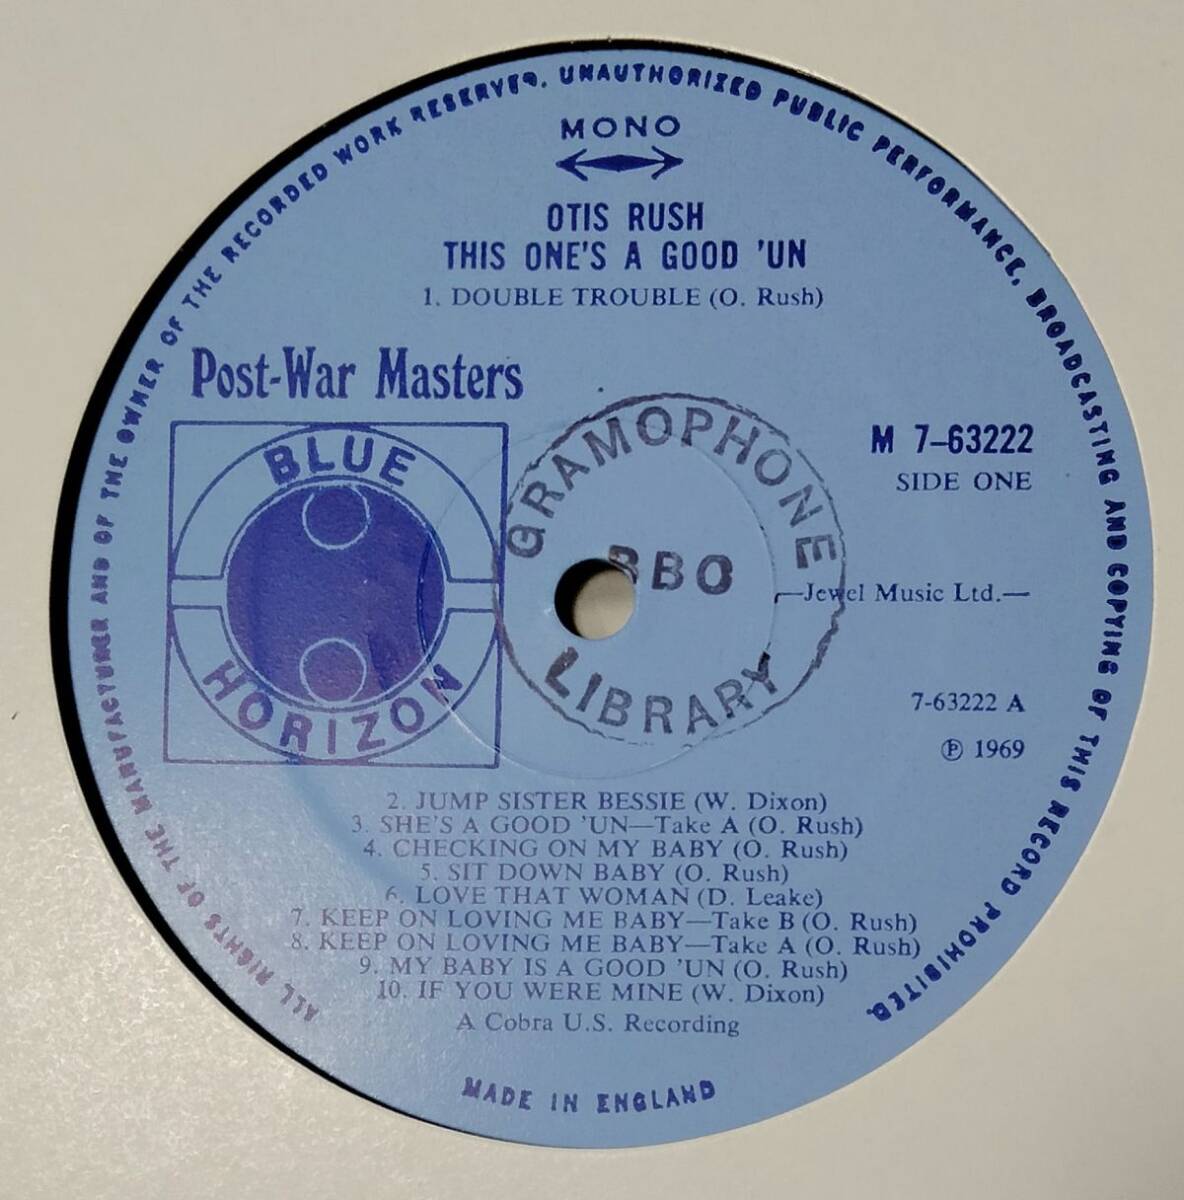 ALL RIGHTS OF THE MANUFACTURER AND OF THE OWNER OF THE RECORDED WORK RESERVED. UNAUTHORIZED PUBLIC PERFORMANCE, BROADCASTING AND COPYING OF THIS RECORD PROHIBITED.
MONO
OTIS RUSH
THIS ONE'S A GOOD 'UN
1. DOUBLE TROUBLE (O. Rush)
Post-War Masters
BLUE
HORIZON
GRAMOPHONE
BBC
LIBRARY
M 7-63222
SIDE ONE
—Jewel Music Ltd.—
7-63222 A
℗ 1969
2. JUMP SISTER BESSIE (W. Dixon)
3. SHE'S A GOOD 'UN—Take A (O. Rush)
4. CHECKING ON MY BABY (O. Rush)
5. SIT DOWN BABY (O. Rush)
6. LOVE THAT WOMAN (D. Leake)
7. KEEP ON LOVING ME BABY—Take B (O. Rush)
8. KEEP ON LOVING ME BABY—Take A (O. Rush)
9. MY BABY IS A GOOD 'UN (O. Rush)
10. IF YOU WERE MINE (W. Dixon)
A Cobra U.S. Recording
MADE IN ENGLAND